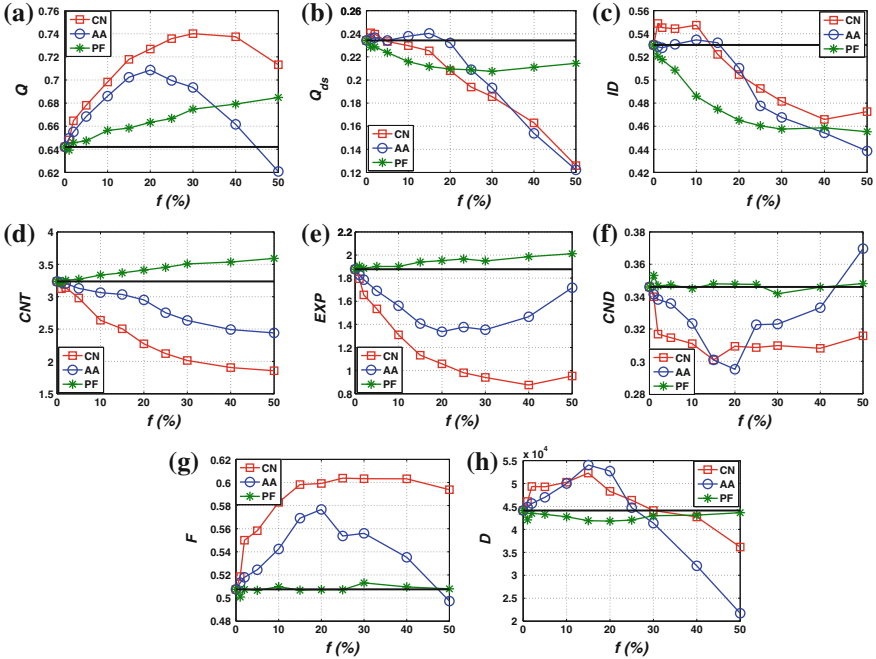 (a)
0.76
0.74
0.72
0.7
0.68
0.66
0.64
0.62
Q
CN
AA
PF
0 10 20 30 40 50
f (%)
(b)
0.26
0.24
0.22
0.2
0.18
0.16
0.14
0.12
Qds
CN
AA
PF
0 10 20 30 40 50
f (%)
(c)
0.56
0.54
0.52
0.5
0.48
0.46
0.44
0.42
ID
CN
AA
PF
0 10 20 30 40 50
f (%)
(d)
4
3.5
3
2.5
2
1.5
CNT
CN
AA
PF
0 10 20 30 40 50
f (%)
(e)
2.2
2
1.8
1.6
1.4
1.2
1
0.8
EXP
CN
AA
PF
0 10 20 30 40 50
f (%)
(f)
0.38
0.36
0.34
0.32
0.3
0.28
CND
CN
AA
PF
0 10 20 30 40 50
f (%)
(g)
0.62
0.6
0.58
0.56
0.54
0.52
0.5
0.48
F
CN
AA
PF
0 10 20 30 40 50
f (%)
(h)
x 10^4
5.5
5
4.5
4
3.5
3
2.5
2
D
CN
AA
PF
0 10 20 30 40 50
f (%)